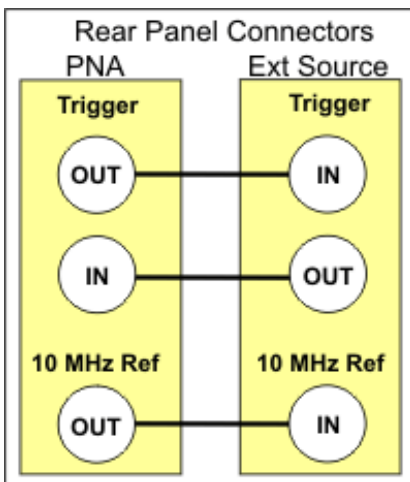 Rear Panel Connectors
PNA Ext Source
Trigger Trigger
OUT IN
IN OUT
10 MHz Ref 10 MHz Ref
OUT IN